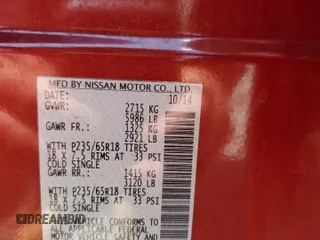 MFD BY NISSAN MOTOR CO., LTD.
DATE: 10/14
GVWR: 2715 KG
5986 LB
GAWR FR.: 1325 KG
2921 LB
WITH P235/65R18 TIRES
18 X 7.5 RIMS AT 33 PSI
COLD SINGLE
GAWR RR.: 1415 KG
3120 LB
WITH P235/65R18 TIRES
18 X 7.5 RIMS AT 33 PSI
COLD SINGLE
VEHICLE CONFORMS TO
ALL APPLICABLE FEDERAL
MOTOR VEHICLE SAFETY AND
DREAMBID